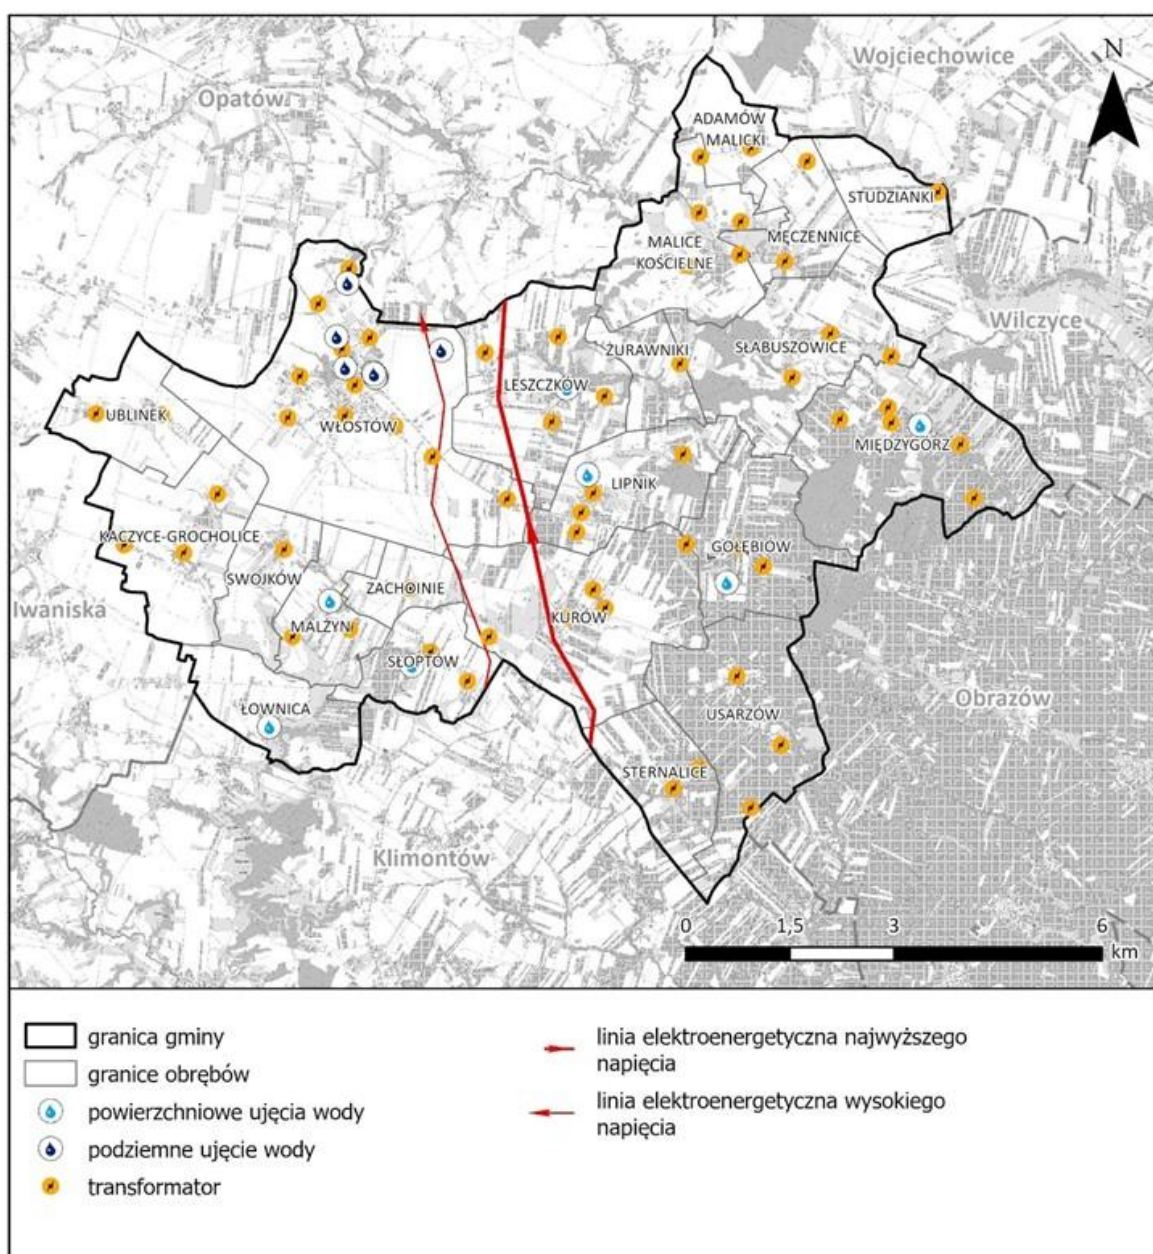 Wojciechowice
N
Opatów
ADAMÓW
MALICKI
STUDZIANKI
MALICE
KOŚCIELNE
MĘCZENNICE
Wilczyce
ŻURAWNIKI
SŁABUSZOWICE
LESZCZKÓW
UBLINEK
WŁOSTÓW
MIĘDZYGÓRZ
LIPNIK
KACZYCE-GROCHOLICE
GOŁĘBIÓW
SWOJKÓW
ZACHOINIE
Iwaniska
MALŻYN
KURÓW
SŁOPTÓW
ŁOWNICA
USARZÓW
Obrazów
STERNALICE
Klimontów
0 1,5 3 6
km
granica gminy
granice obrębów
powierzchniowe ujęcia wody
podziemne ujęcie wody
transformator
linia elektroenergetyczna najwyższego
napięcia
linia elektroenergetyczna wysokiego
napięcia